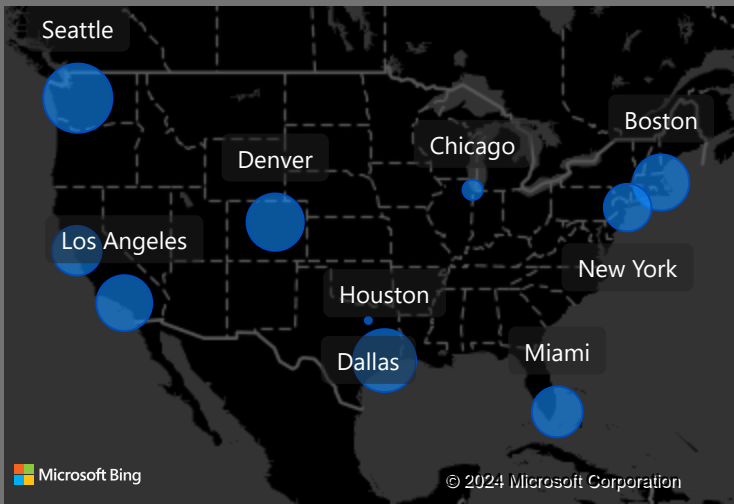 Seattle
Boston
Chicago
Denver
Los Angeles
New York
Houston
Miami
Dallas
Microsoft Bing
© 2024 Microsoft Corporation